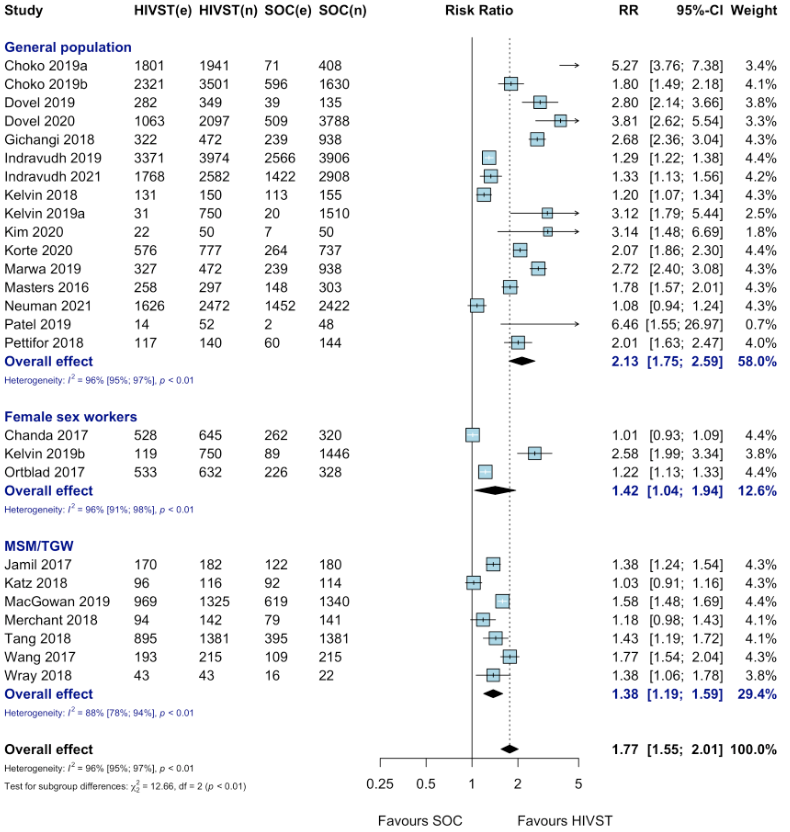 Study HIVST(e) HIVST(n) SOC(e) SOC(n) Risk Ratio RR 95%-CI Weight
General population
Choko 2019a 1801 1941 71 408 5.27 [3.76; 7.38] 3.4%
Choko 2019b 2321 3501 596 1630 1.80 [1.49; 2.18] 4.1%
Dovel 2019 282 349 39 135 2.80 [2.14; 3.66] 3.8%
Dovel 2020 1063 2097 509 3788 3.81 [2.62; 5.54] 3.3%
Gichangi 2018 322 472 239 938 2.68 [2.36; 3.04] 4.3%
Indravudh 2019 3371 3974 2566 3906 1.29 [1.22; 1.38] 4.4%
Indravudh 2021 1768 2582 1422 2908 1.33 [1.13; 1.56] 4.2%
Kelvin 2018 131 150 113 155 1.20 [1.07; 1.34] 4.3%
Kelvin 2019a 31 750 20 1510 3.12 [1.79; 5.44] 2.5%
Kim 2020 22 50 7 50 3.14 [1.48; 6.69] 1.8%
Korte 2020 576 777 264 737 2.07 [1.86; 2.30] 4.4%
Marwa 2019 327 472 239 938 2.72 [2.40; 3.08] 4.3%
Masters 2016 258 297 148 303 1.78 [1.57; 2.01] 4.3%
Neuman 2021 1626 2472 1452 2422 1.08 [0.94; 1.24] 4.3%
Patel 2019 14 52 2 48 6.46 [1.55; 26.97] 0.7%
Pettifor 2018 117 140 60 144 2.01 [1.63; 2.47] 4.0%
Overall effect 2.13 [1.75; 2.59] 58.0%
Heterogeneity: I² = 96% [95%; 97%], p < 0.01
Female sex workers
Chanda 2017 528 645 262 320 1.01 [0.93; 1.09] 4.4%
Kelvin 2019b 119 750 89 1446 2.58 [1.99; 3.34] 3.8%
Ortblad 2017 533 632 226 328 1.22 [1.13; 1.33] 4.4%
Overall effect 1.42 [1.04; 1.94] 12.6%
Heterogeneity: I² = 96% [91%; 98%], p < 0.01
MSM/TGW
Jamil 2017 170 182 122 180 1.38 [1.24; 1.54] 4.3%
Katz 2018 96 116 92 114 1.03 [0.91; 1.16] 4.3%
MacGowan 2019 969 1325 619 1340 1.58 [1.48; 1.69] 4.4%
Merchant 2018 94 142 79 141 1.18 [0.98; 1.43] 4.1%
Tang 2018 895 1381 395 1381 1.43 [1.19; 1.72] 4.1%
Wang 2017 193 215 109 215 1.77 [1.54; 2.04] 4.3%
Wray 2018 43 43 16 22 1.38 [1.06; 1.78] 3.8%
Overall effect 1.38 [1.19; 1.59] 29.4%
Heterogeneity: I² = 88% [78%; 94%], p < 0.01
Overall effect 1.77 [1.55; 2.01] 100.0%
Heterogeneity: I² = 96% [95%; 97%], p < 0.01
Test for subgroup differences: χ²₂ = 12.66, df = 2 (p < 0.01)
0.25 0.5 1 2 5
Favours SOC Favours HIVST